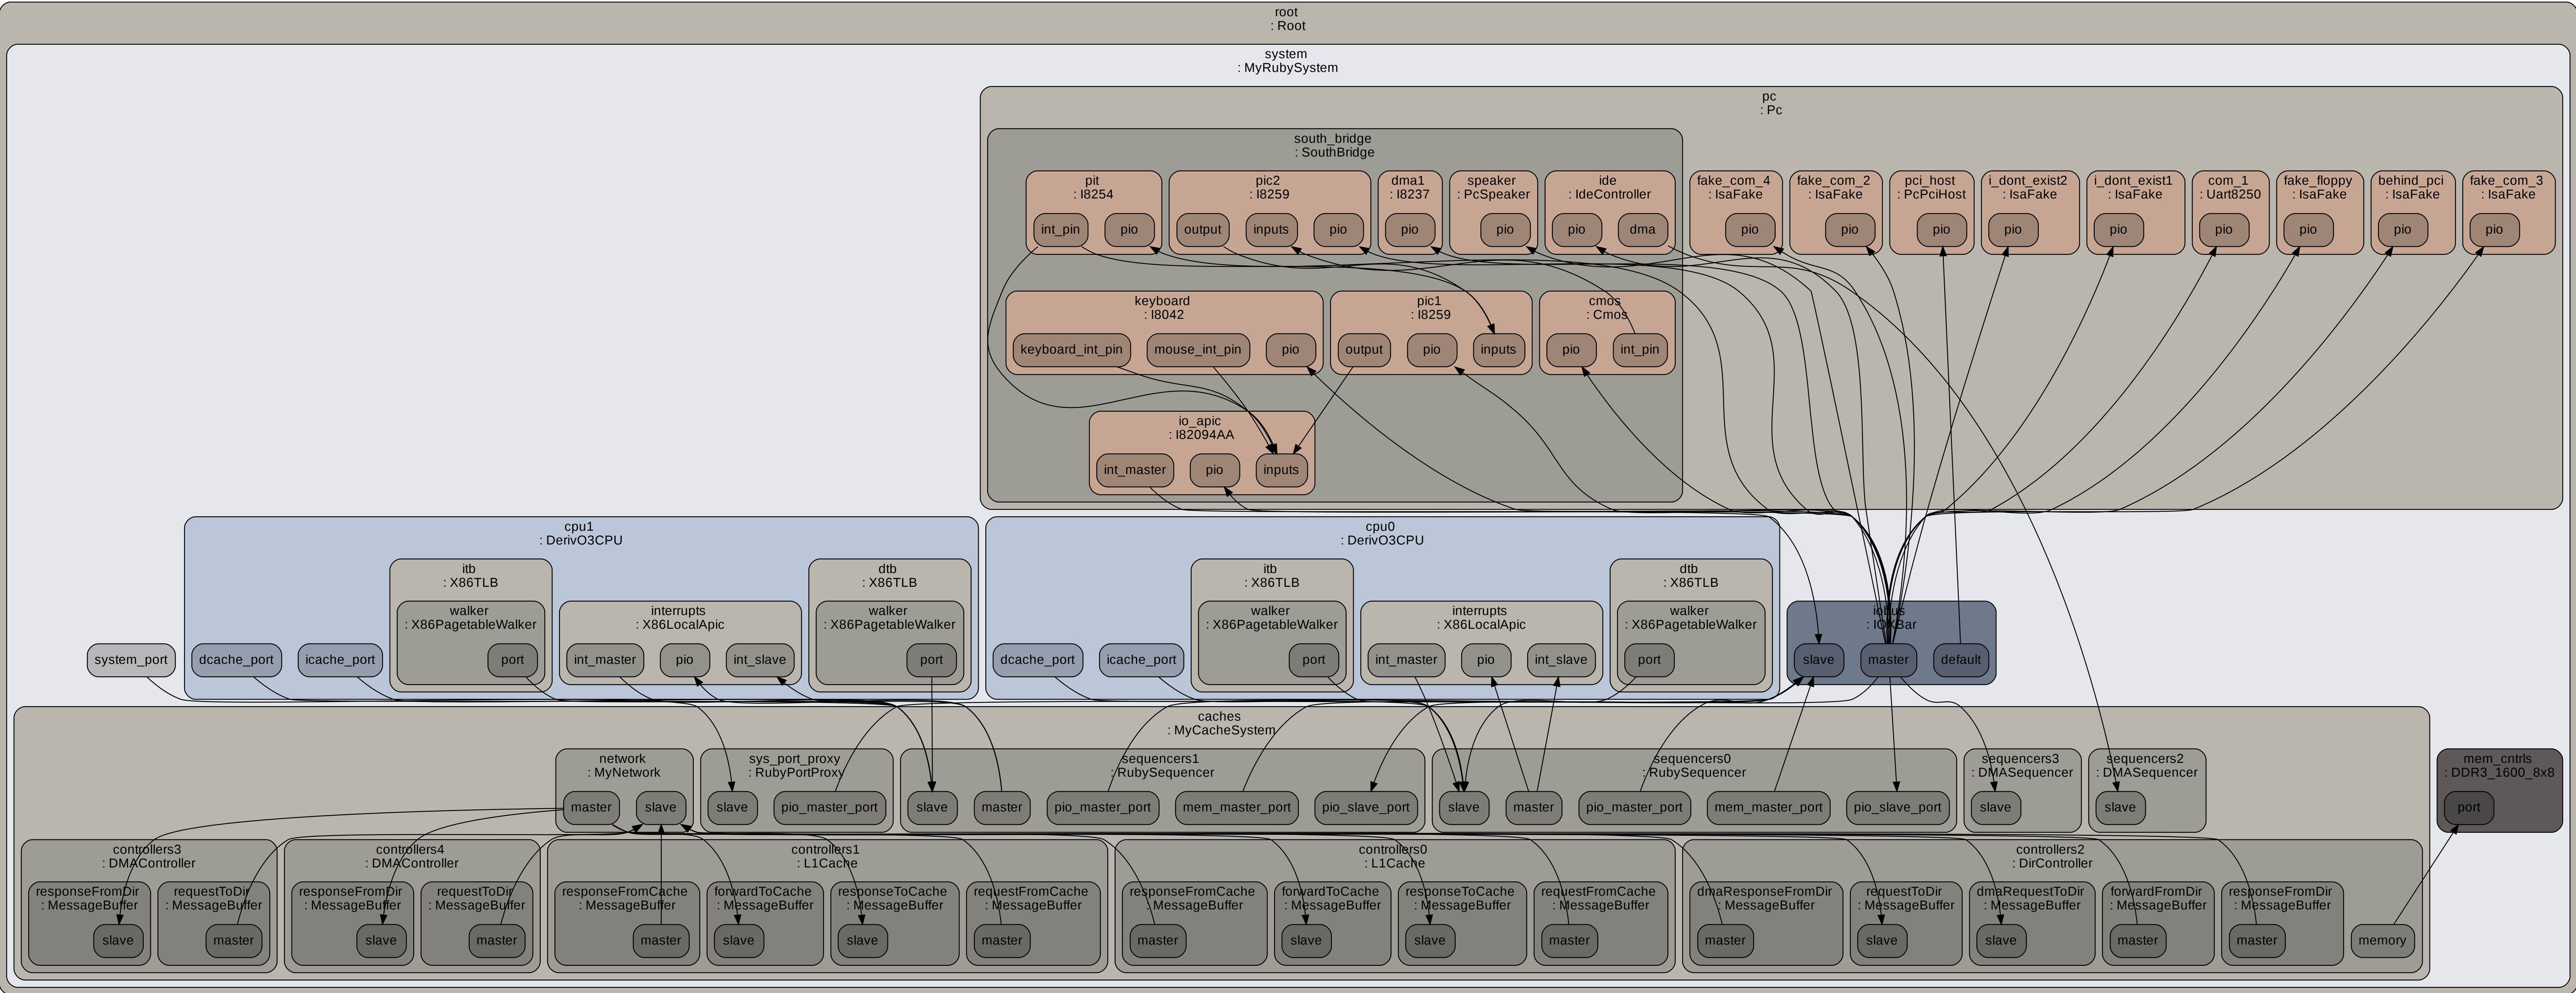 root
: Root
system
: MyRubySystem
pc
: Pc
south_bridge
: SouthBridge
pit
: I8254
int_pin
pio
pic2
: I8259
output
inputs
pio
dma1
: I8237
pio
speaker
: PcSpeaker
pio
ide
: IdeController
pio
dma
fake_com_4
: IsaFake
pio
fake_com_2
: IsaFake
pio
pci_host
: PcPciHost
pio
i_dont_exist2
: IsaFake
pio
i_dont_exist1
: IsaFake
pio
com_1
: Uart8250
pio
fake_floppy
: IsaFake
pio
behind_pci
: IsaFake
pio
fake_com_3
: IsaFake
pio
keyboard
: I8042
keyboard_int_pin
mouse_int_pin
pio
pic1
: I8259
output
pio
inputs
cmos
: Cmos
pio
int_pin
io_apic
: I82094AA
int_master
pio
inputs
system_port
cpu1
: DerivO3CPU
dcache_port
icache_port
itb
: X86TLB
walker
: X86PagetableWalker
port
interrupts
: X86LocalApic
int_master
pio
int_slave
dtb
: X86TLB
walker
: X86PagetableWalker
port
cpu0
: DerivO3CPU
dcache_port
icache_port
itb
: X86TLB
walker
: X86PagetableWalker
port
interrupts
: X86LocalApic
int_master
pio
int_slave
dtb
: X86TLB
walker
: X86PagetableWalker
port
iobus
: IOXBar
slave
master
default
caches
: MyCacheSystem
network
: MyNetwork
master
slave
sys_port_proxy
: RubyPortProxy
slave
pio_master_port
sequencers1
: RubySequencer
slave
master
pio_master_port
mem_master_port
pio_slave_port
sequencers0
: RubySequencer
slave
master
pio_master_port
mem_master_port
pio_slave_port
sequencers3
: DMASequencer
slave
sequencers2
: DMASequencer
slave
mem_cntrls
: DDR3_1600_8x8
port
controllers3
: DMAController
responseFromDir
: MessageBuffer
slave
requestToDir
: MessageBuffer
master
controllers4
: DMAController
responseFromDir
: MessageBuffer
slave
requestToDir
: MessageBuffer
master
controllers1
: L1Cache
responseFromCache
: MessageBuffer
master
forwardToCache
: MessageBuffer
slave
responseToCache
: MessageBuffer
slave
requestFromCache
: MessageBuffer
master
controllers0
: L1Cache
responseFromCache
: MessageBuffer
master
forwardToCache
: MessageBuffer
slave
responseToCache
: MessageBuffer
slave
requestFromCache
: MessageBuffer
master
controllers2
: DirController
dmaResponseFromDir
: MessageBuffer
master
requestToDir
: MessageBuffer
slave
dmaRequestToDir
: MessageBuffer
slave
forwardFromDir
: MessageBuffer
master
responseFromDir
: MessageBuffer
master
memory